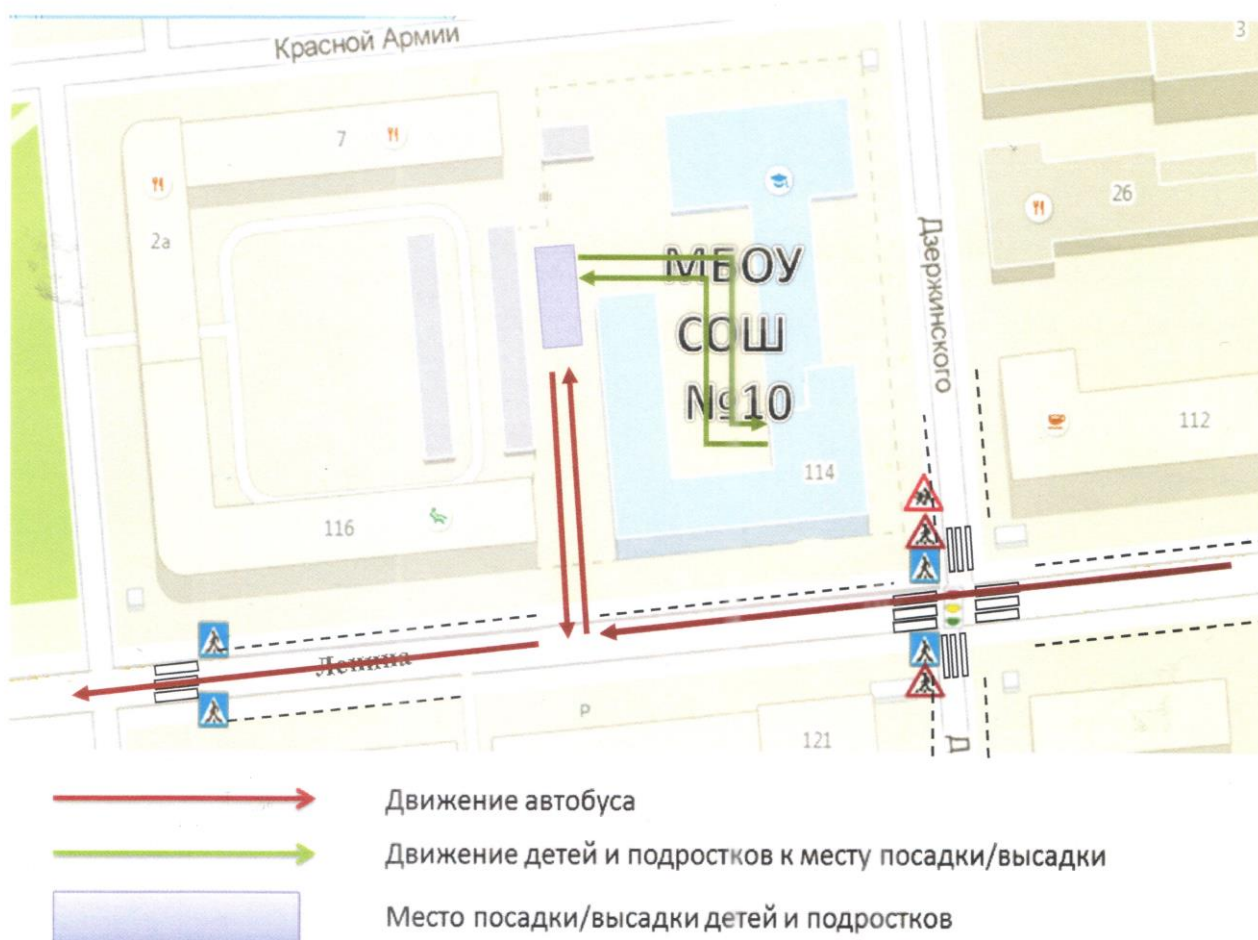 Красной Армии
3
7
2а
26
МБОУ
СОШ
№10
Дзержинского
112
114
116
Ленина
Р
121
Д
Движение автобуса
Движение детей и подростков к месту посадки/высадки
Место посадки/высадки детей и подростков